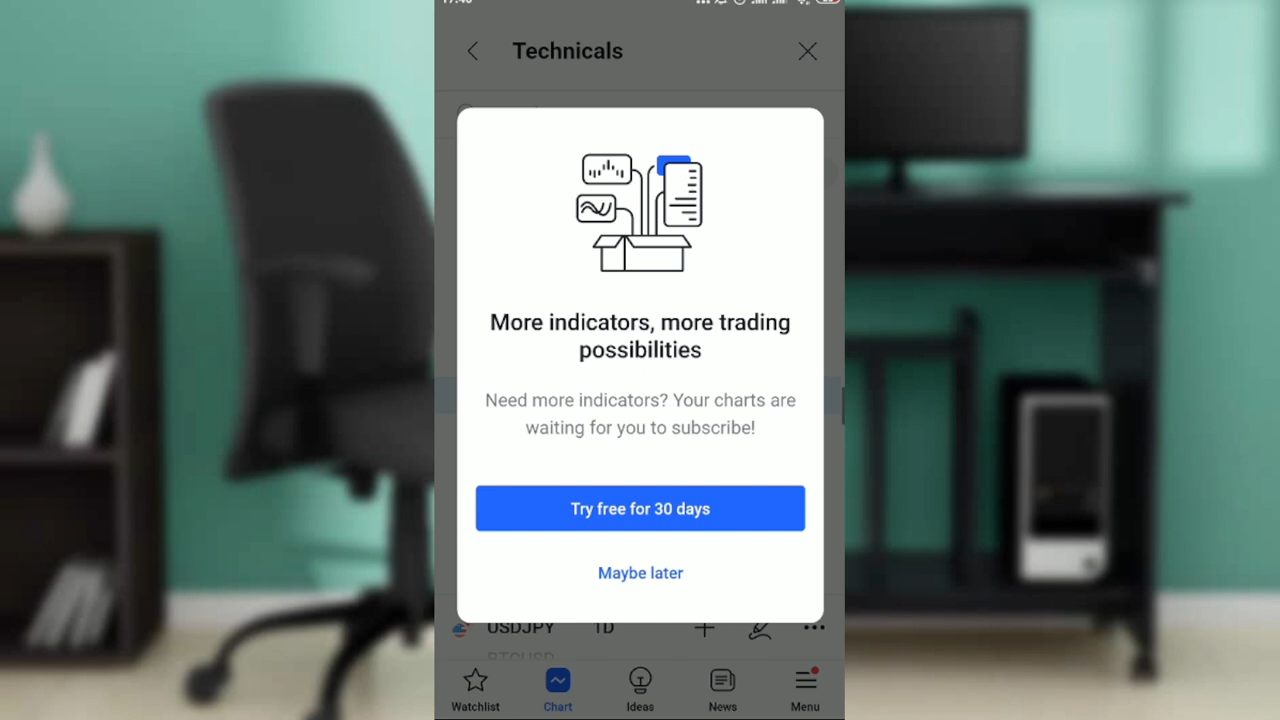 Technicals
More indicators, more trading
possibilities
Need more indicators? Your charts are
waiting for you to subscribe!
Try free for 30 days
Maybe later
USDJPY 1D
BTCUSD
Watchlist Chart Ideas News Menu